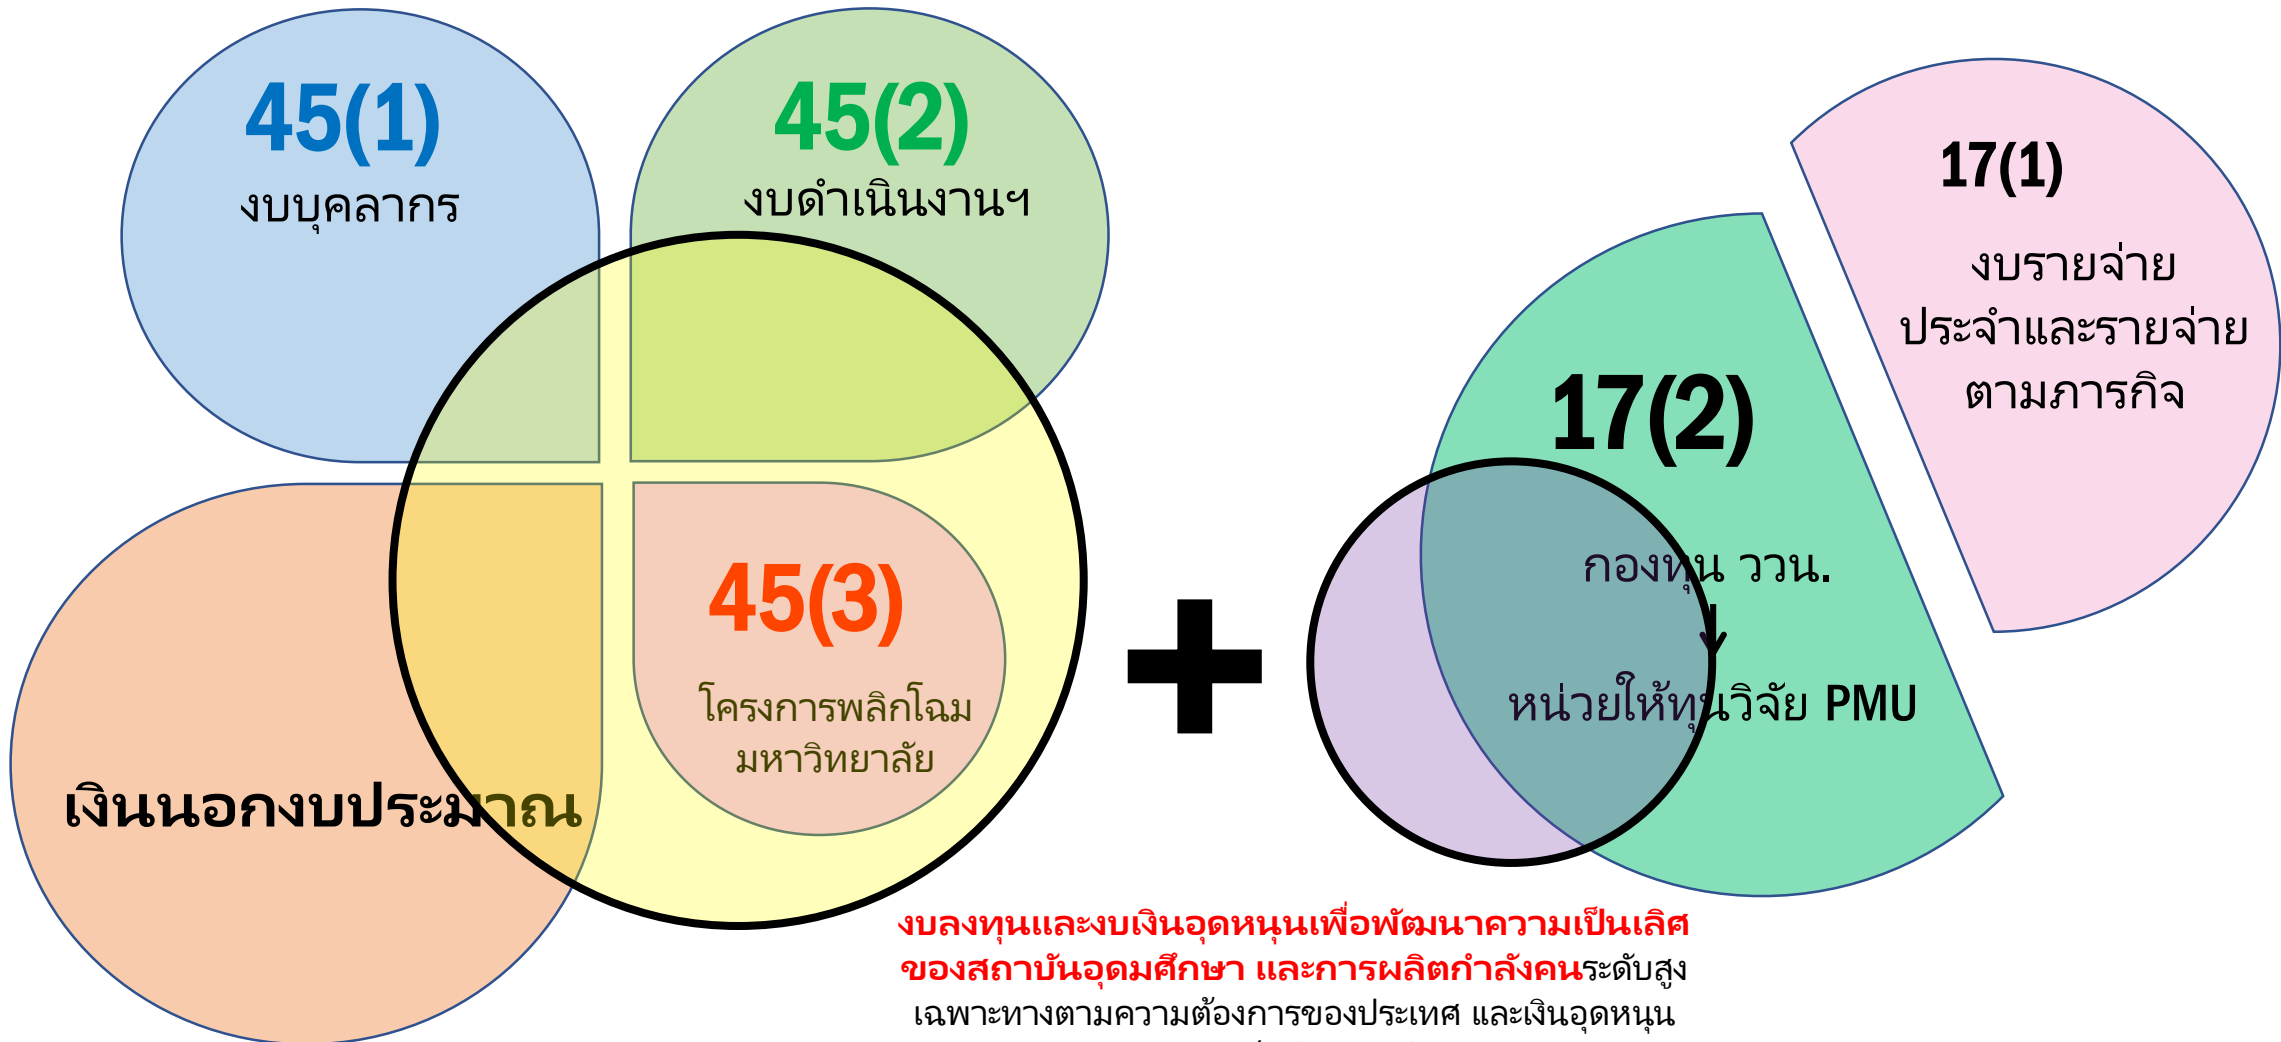 45(1)
งบบุคลากร
45(2)
งบดำเนินงานฯ
17(1)
งบรายจ่าย
ประจำและรายจ่าย
ตามภารกิจ
17(2)
กองทุน ววน.
หน่วยให้ทุนวิจัย PMU
45(3)
โครงการพลิกโฉม
มหาวิทยาลัย
เงินนอกงบประมาณ
งบลงทุนและงบเงินอุดหนุนเพื่อพัฒนาความเป็นเลิศ
ของสถาบันอุดมศึกษา และการผลิตกำลังคนระดับสูง
เฉพาะทางตามความต้องการของประเทศ และเงินอุดหนุน